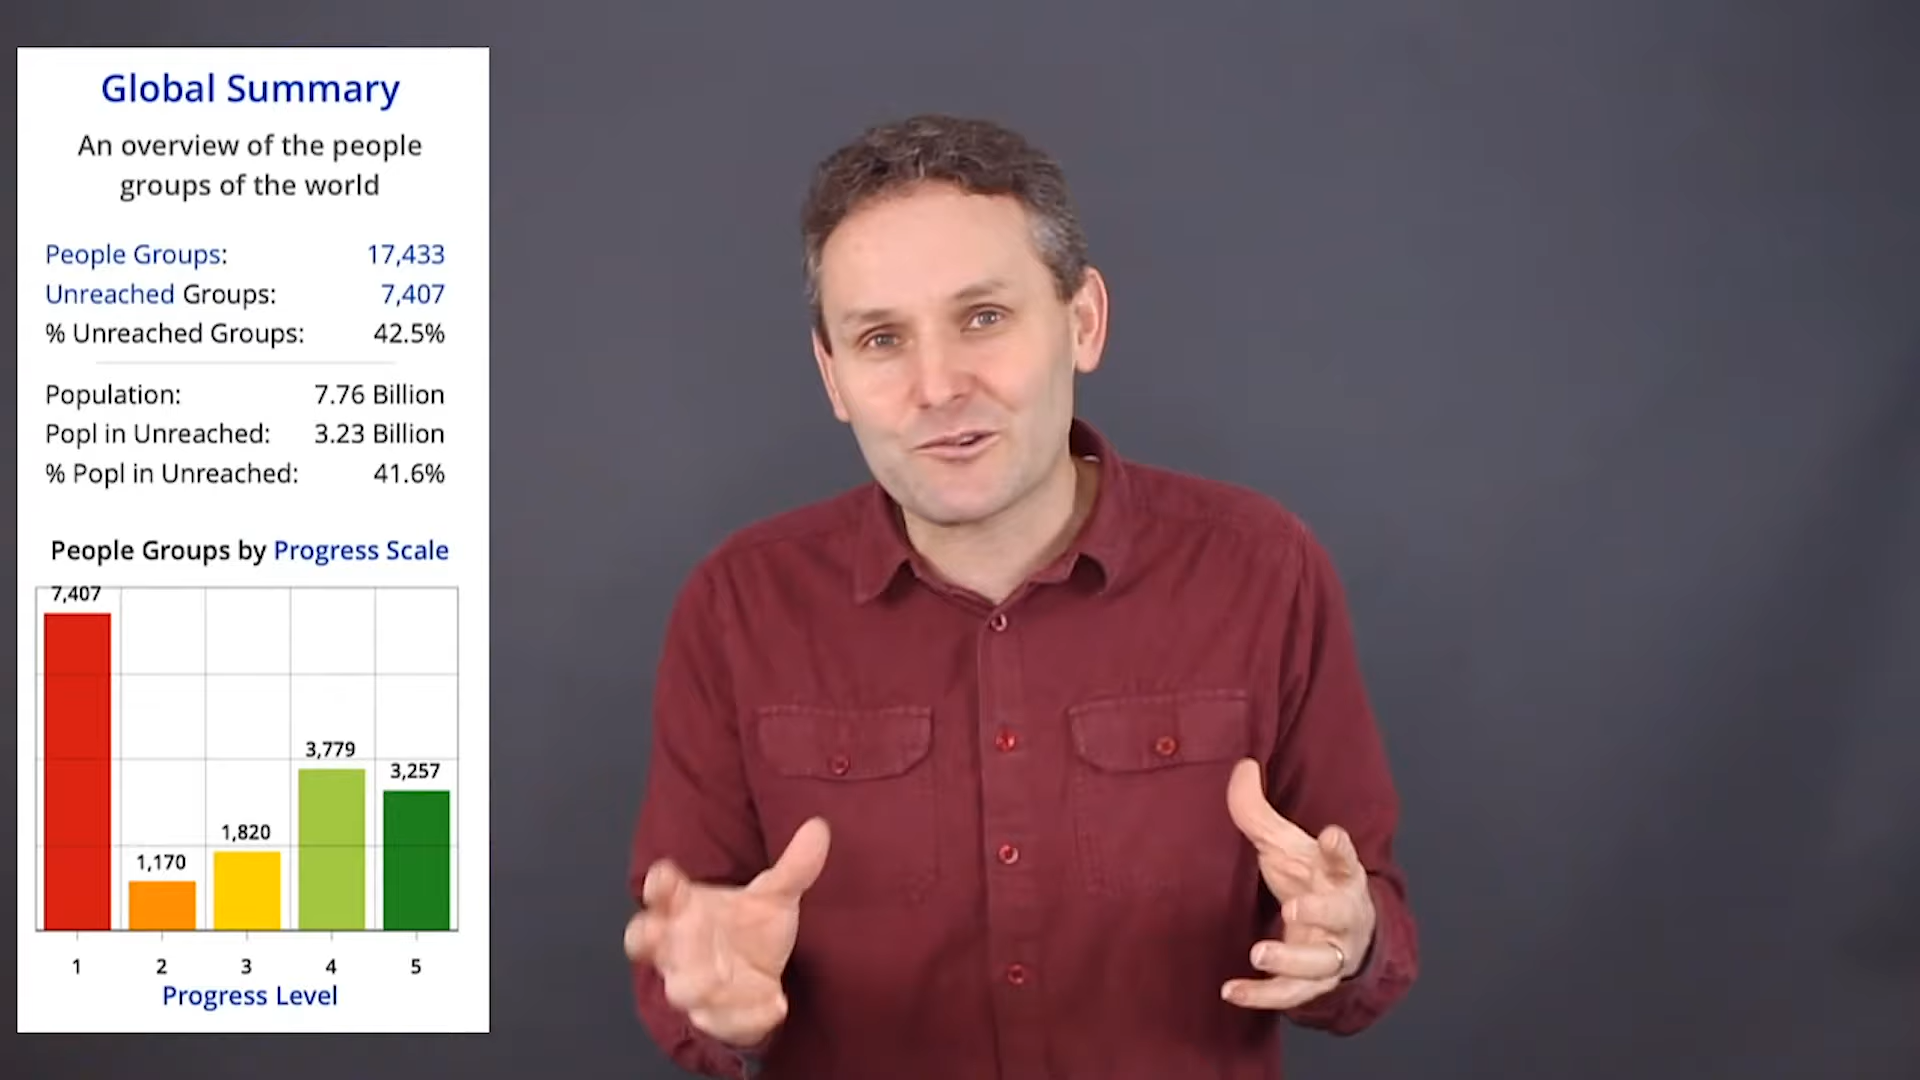 Global Summary
An overview of the people
groups of the world
People Groups: 17,433
Unreached Groups: 7,407
% Unreached Groups: 42.5%
Population: 7.76 Billion
Popl in Unreached: 3.23 Billion
% Popl in Unreached: 41.6%
People Groups by Progress Scale
7,407
3,779
3,257
1,820
1,170
1 2 3 4 5
Progress Level